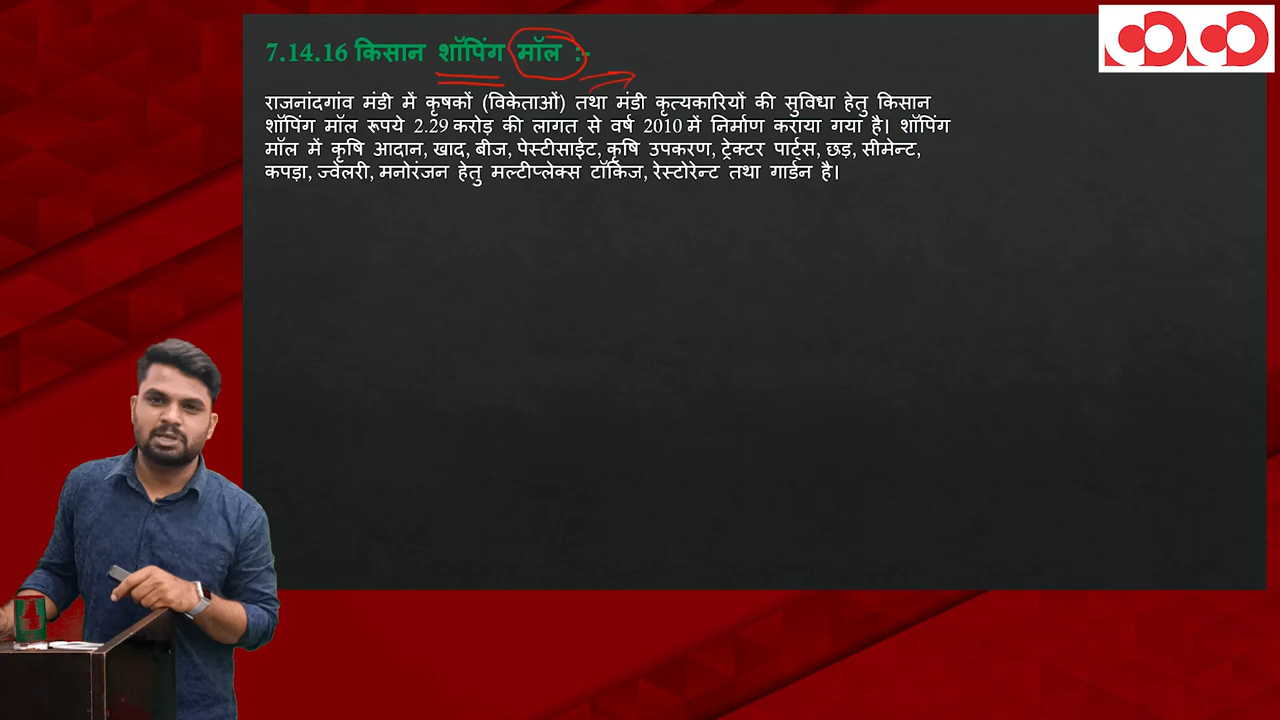 7.14.16 किसान शॉपिंग मॉल :-
राजनांदगांव मंडी में कृषकों (विकेताओं) तथा मंडी कृत्यकारियों की सुविधा हेतु किसान
शॉपिंग मॉल रूपये 2.29 करोड़ की लागत से वर्ष 2010 में निर्माण कराया गया है। शॉपिंग
मॉल में कृषि आदान, खाद, बीज, पेस्टीसाईट, कृषि उपकरण, ट्रेक्टर पार्ट्स, छड़, सीमेन्ट,
कपड़ा, ज्वेलरी, मनोरंजन हेतु मल्टीप्लेक्स टॉकिज, रेस्टोरेन्ट तथा गार्डन है।